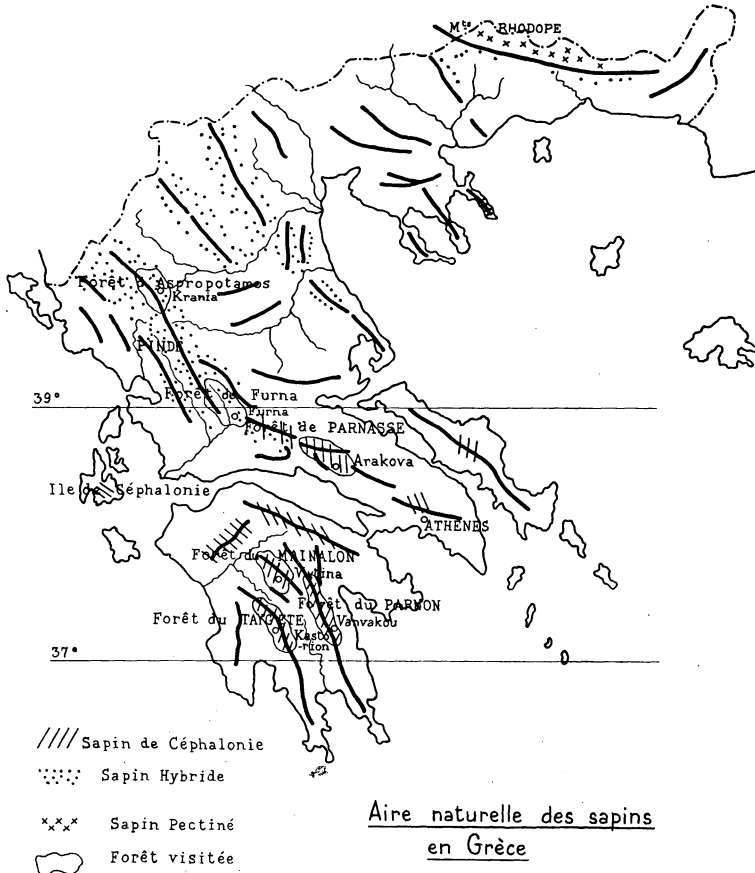 Mts RHODOPE
Forêt d'Aspropotamos
Krania
PINDE
Forêt de Furna
39°
Furna
Forêt de PARNASSE
Arakova
Ile de Céphalonie
ATHENES
Forêt du MAINALON
Vytina
Forêt du PARNON
Forêt du TAYGETE
Vanvakou
Kasto
-rion
37°
Sapin de Céphalonie
Sapin Hybride
Sapin Pectiné
Forêt visitée
Aire naturelle des sapins
en Grèce